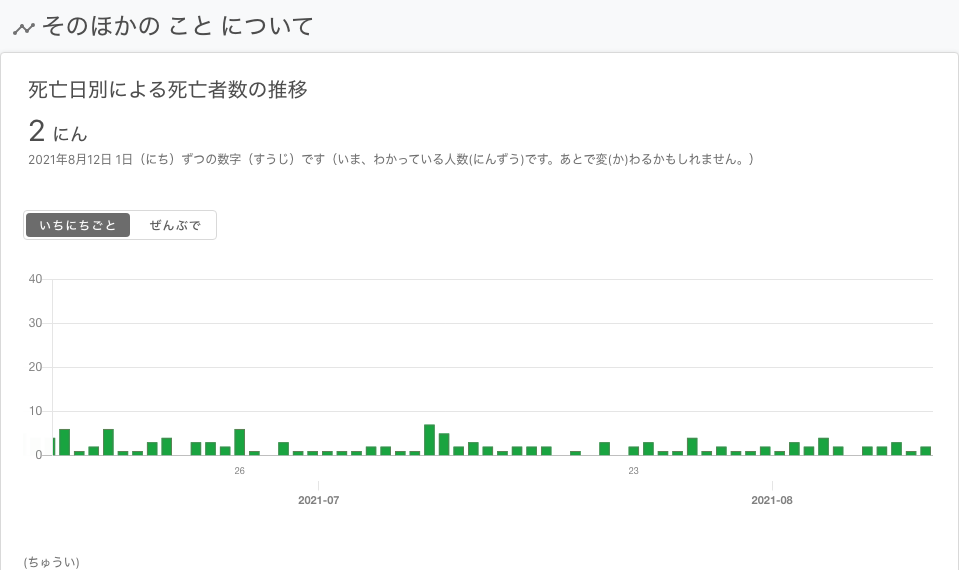 そのほかの こと について
死亡日別による死亡者数の推移
2 にん
2021年8月12日 1日（にち）ずつの数字（すうじ）です（いま、わかっている人数(にんずう)です。あとで変(か)わるかもしれません。）
いちにちごと ぜんぶで
40
30
20
10
0
26 23
2021-07 2021-08
(ちゅうい)